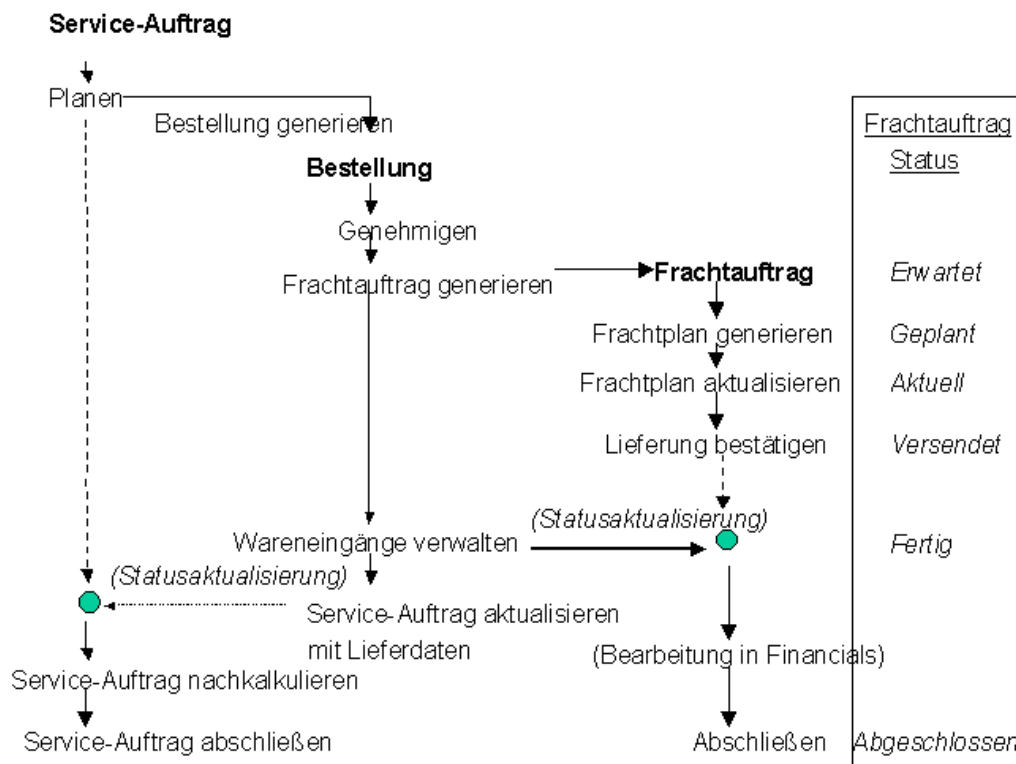 Service-Auftrag
Planen
Bestellung generieren
Frachtauftrag
Status
Bestellung
Genehmigen
Frachtauftrag generieren
Frachtauftrag
Erwartet
Frachtplan generieren
Geplant
Frachtplan aktualisieren
Aktuell
Lieferung bestätigen
Versendet
(Statusaktualisierung)
Wareneingänge verwalten
Fertig
(Statusaktualisierung)
Service-Auftrag aktualisieren
mit Lieferdaten
(Bearbeitung in Financials)
Service-Auftrag nachkalkulieren
Service-Auftrag abschließen
Abschließen
Abgeschlossen